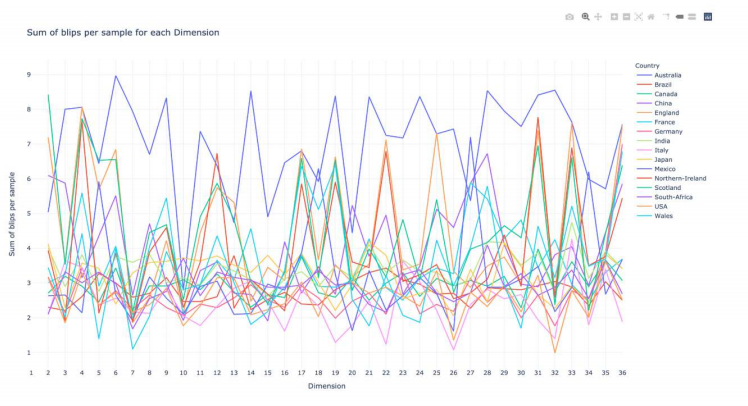 Sum of blips per sample for each Dimension
Country
Australia
Brazil
Canada
China
England
France
Germany
India
Italy
Japan
Mexico
Northern-Ireland
Scotland
South-Africa
USA
Wales
Sum of blips per sample
9
8
7
6
5
4
3
2
1
1 2 3 4 5 6 7 8 9 10 11 12 13 14 15 16 17 18 19 20 21 22 23 24 25 26 27 28 29 30 31 32 33 34 35 36
Dimension